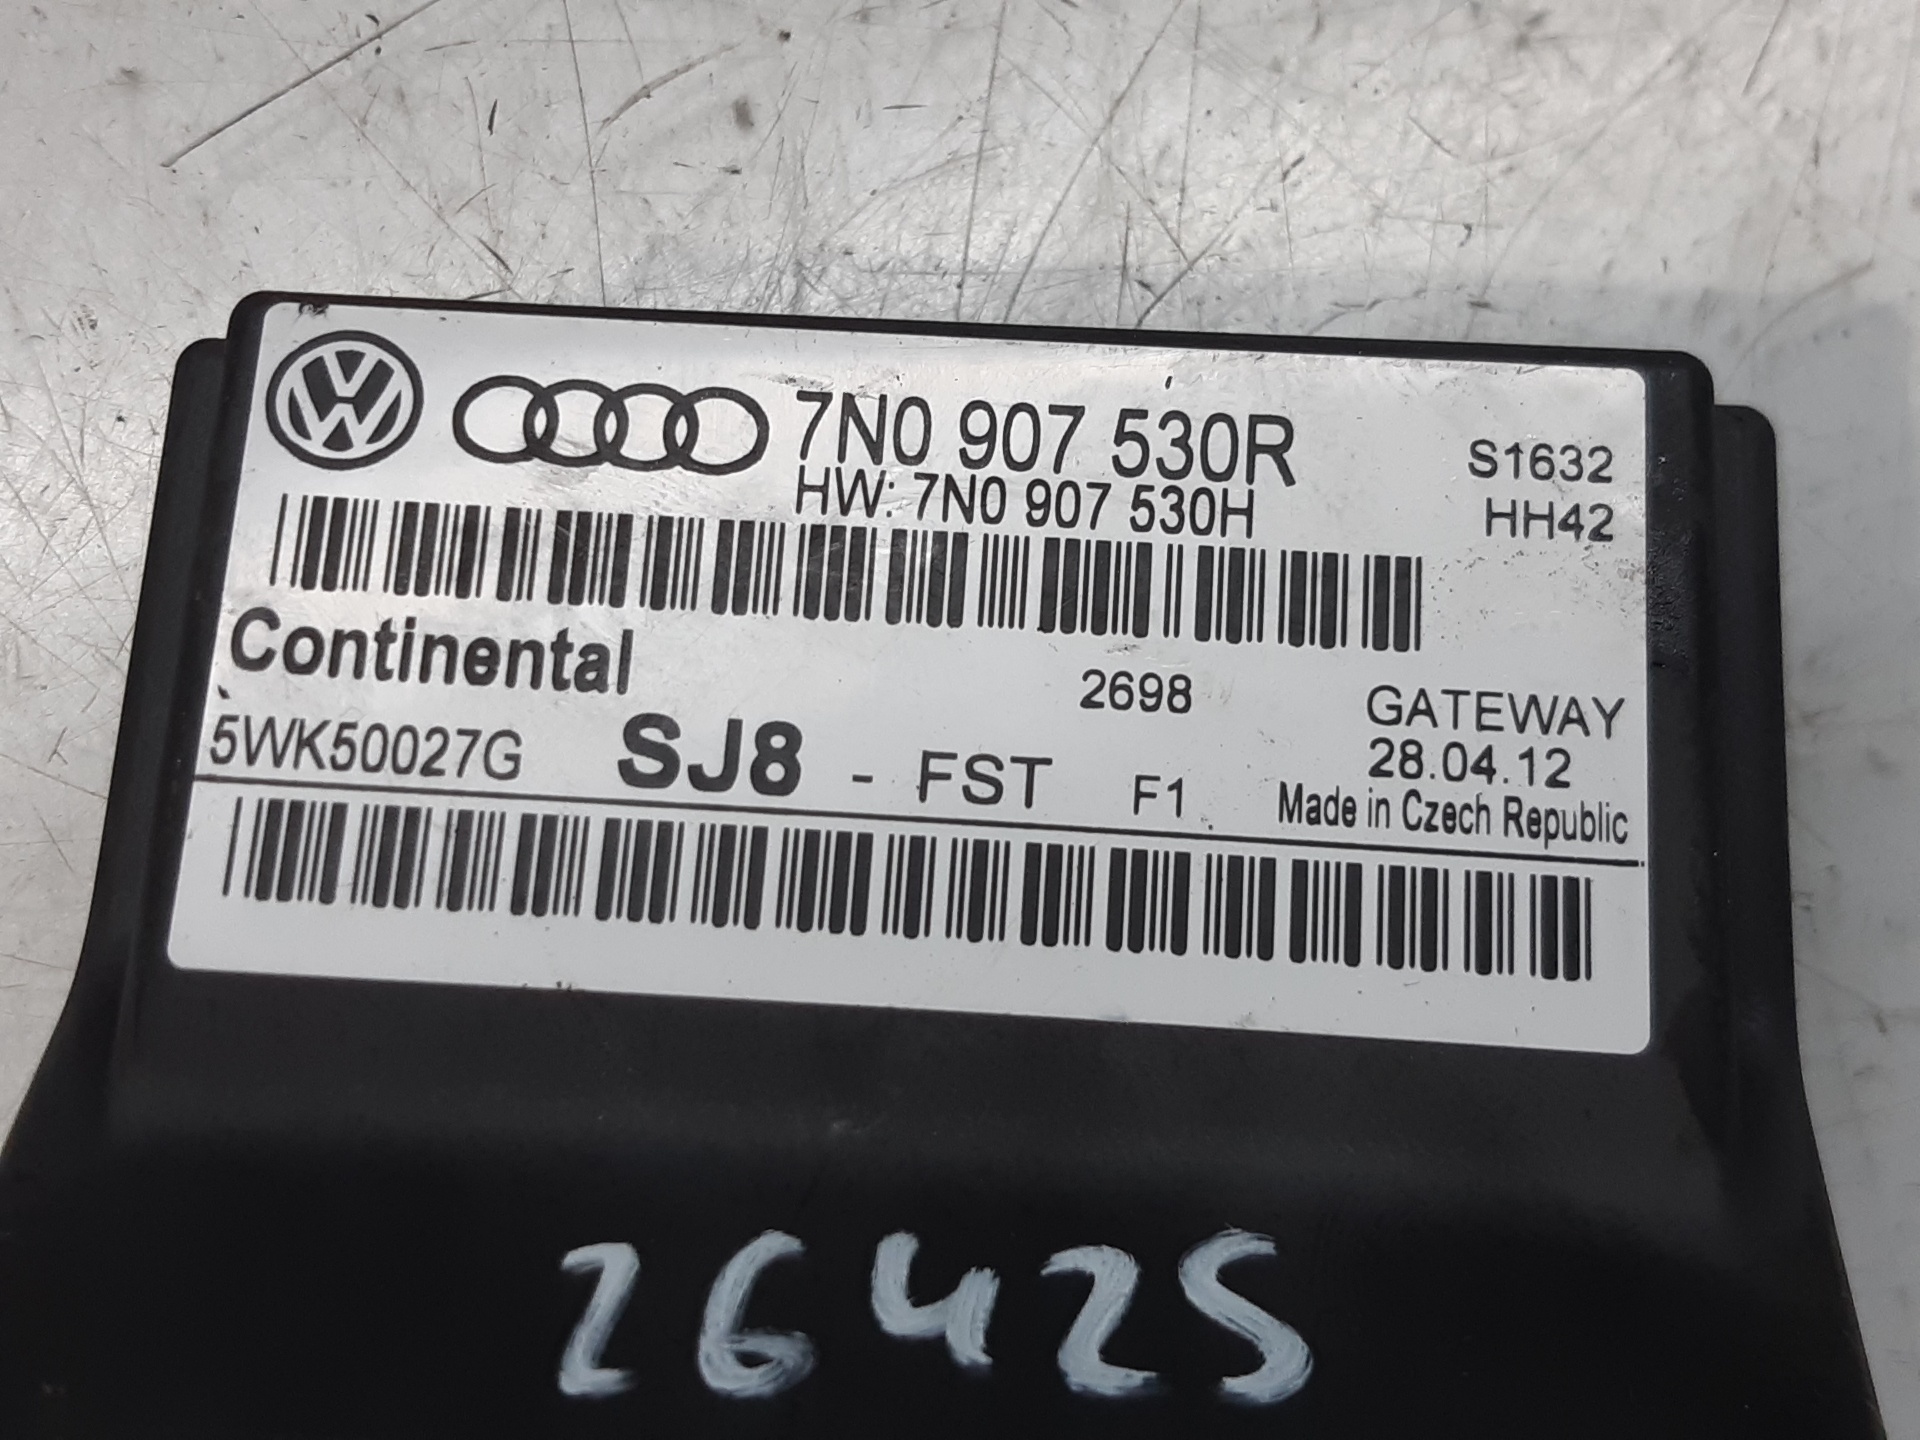 7N0 907 530R
S1632
HW: 7N0 907 530H
HH42
Continental
2698
GATEWAY
5WK50027G SJ8 - FST F1
28.04.12
Made in Czech Republic
26425